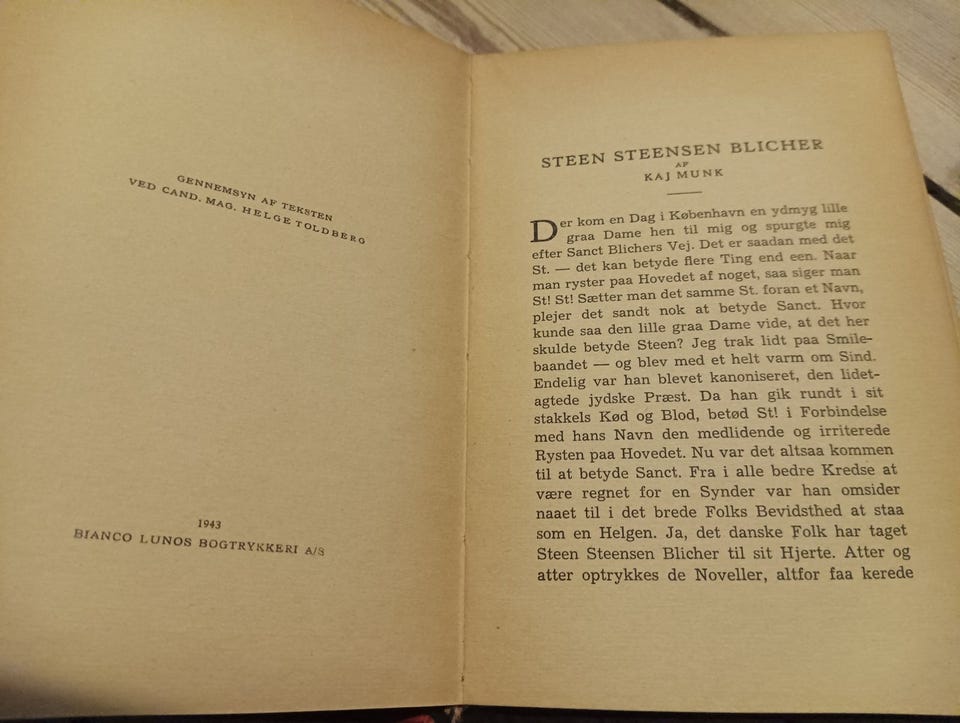 GENNEMSYN AF TEKSTEN
VED CAND. MAG. HELGE TOLDBERG
1943
BIANCO LUNOS BOGTRYKKERI A/S
STEEN STEENSEN BLICHER
AF
KAJ MUNK
Der kom en Dag i København en ydmyg lille
graa Dame hen til mig og spurgte mig
efter Sanct Blichers Vej. Det er saadan med det
St. — det kan betyde flere Ting end een. Naar
man ryster paa Hovedet af noget, saa siger man
St! St! Sætter man det samme St. foran et Navn,
plejer det sandt nok at betyde Sanct. Hvor
kunde saa den lille graa Dame vide, at det her
skulde betyde Steen? Jeg trak lidt paa Smile-
baandet — og blev med et helt varm om Sind.
Endelig var han blevet kanoniseret, den lidet-
agtede jydske Præst. Da han gik rundt i sit
stakkels Kød og Blod, betød St! i Forbindelse
med hans Navn den medlidende og irriterede
Rysten paa Hovedet. Nu var det altsaa kommen
til at betyde Sanct. Fra i alle bedre Kredse at
være regnet for en Synder var han omsider
naaet til i det brede Folks Bevidsthed at staa
som en Helgen. Ja, det danske Folk har taget
Steen Steensen Blicher til sit Hjerte. Atter og
atter optrykkes de Noveller, altfor faa kerede